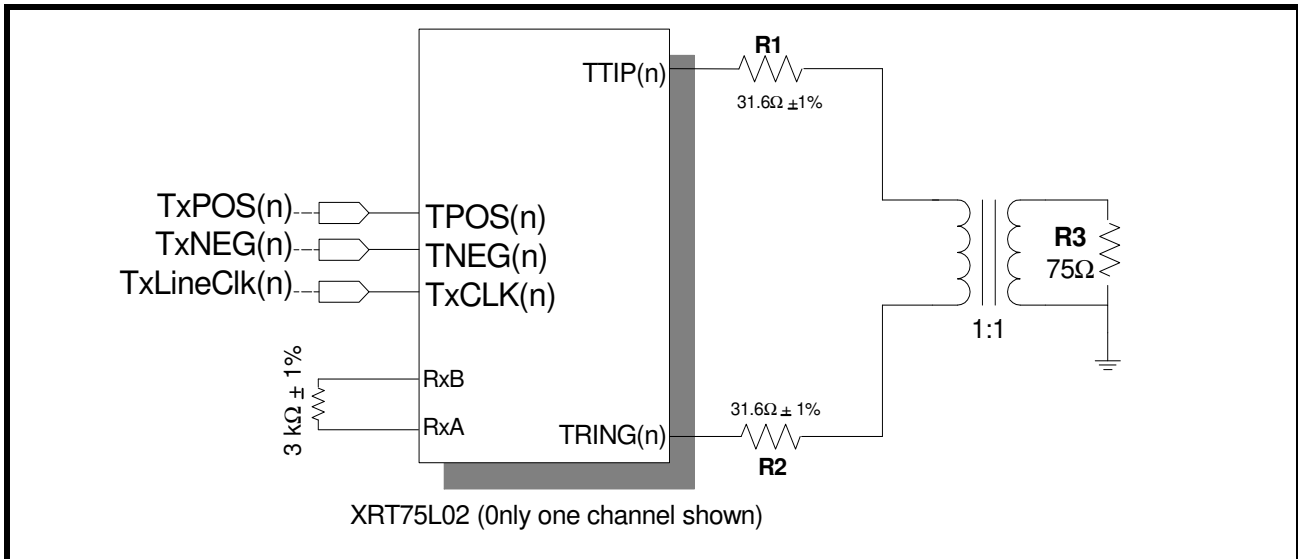 R1
TTIP(n)
31.6Ω ±1%
TxPOS(n)
TPOS(n)
TxNEG(n)
TNEG(n)
TxLineClk(n)
TxCLK(n)
R3
75Ω
1:1
3 kΩ ± 1%
RxB
RxA
31.6Ω ± 1%
TRING(n)
R2
XRT75L02 (0nly one channel shown)